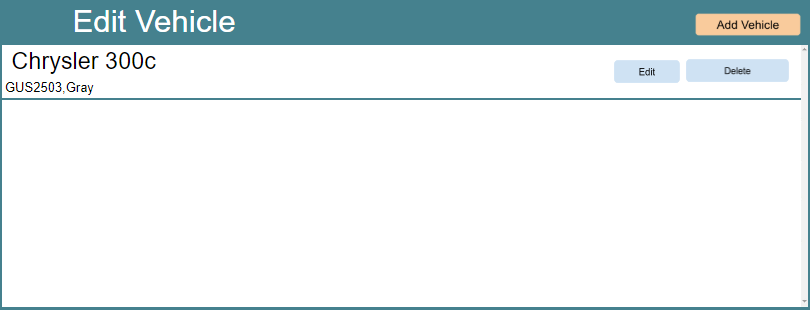 Edit Vehicle
Add Vehicle
Chrysler 300c
Edit
Delete
GUS2503,Gray